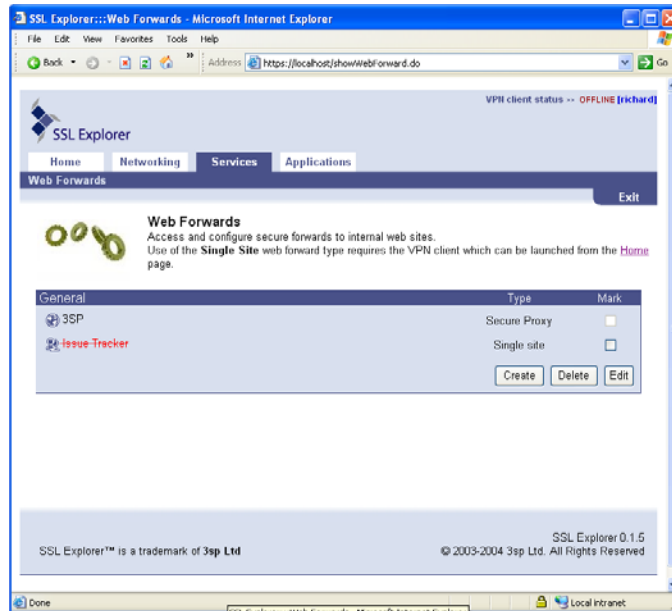 SSL Explorer:::Web Forwards - Microsoft Internet Explorer
File Edit View Favorites Tools Help
Back » Address https://localhost/showWebForward.do Go
VPN client status -- OFFLINE [richard]
SSL Explorer
Home Networking Services Applications
Web Forwards
Exit
Web Forwards
Access and configure secure forwards to internal web sites.
Use of the Single Site web forward type requires the VPN client which can be launched from the Home
page.
General Type Mark
3SP Secure Proxy
Issue Tracker Single site
Create Delete Edit
SSL Explorer 0.1.5
SSL Explorer™ is a trademark of 3sp Ltd © 2003-2004 3sp Ltd. All Rights Reserved
Done Local intranet